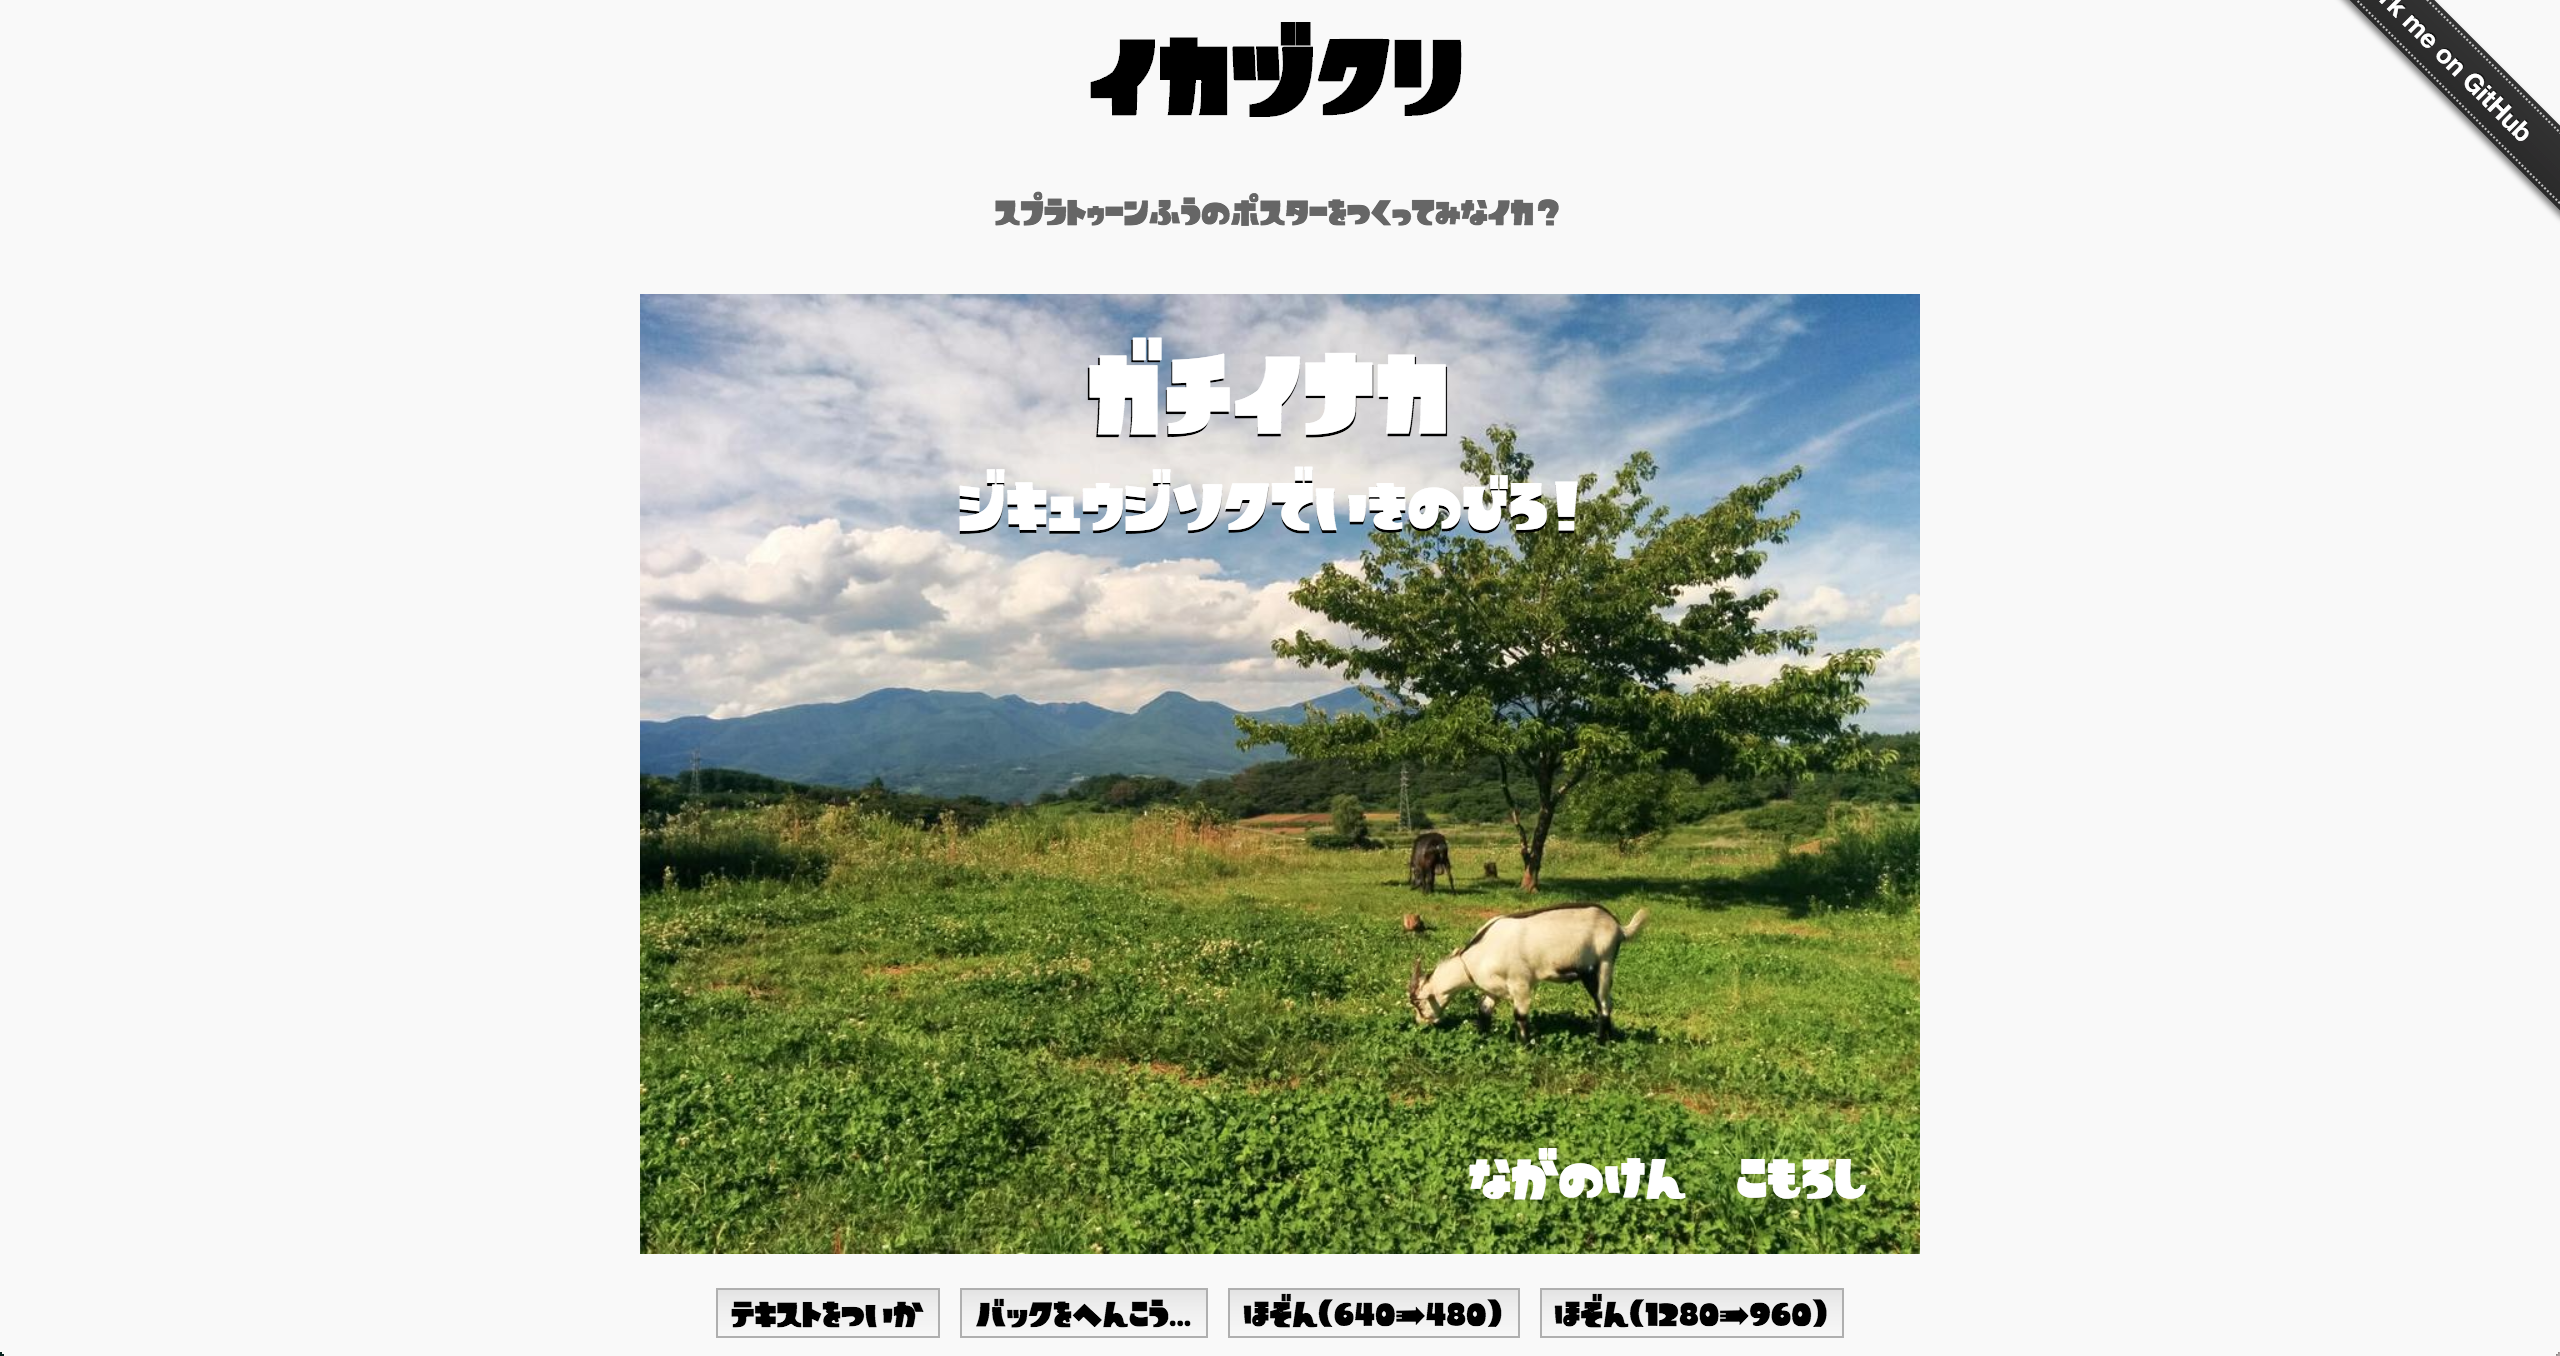 イカヅクリ
rk me on GitHub
スプラトゥーンふうのポスターをつくってみなイカ？
ガチイナカ
ジキュウジソクでいきのびろ！
ながのけん　こもろし
テキストをついか
バックをへんこう...
ほぞん(640➡480)
ほぞん(1280➡960)